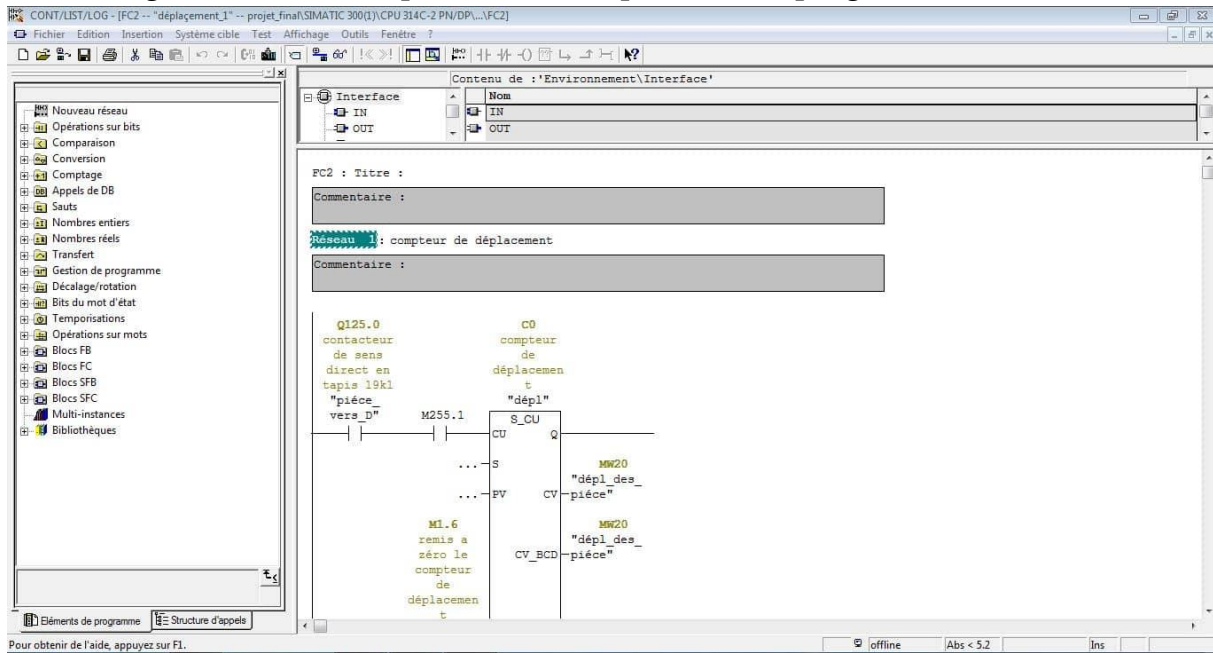 CONT/LIST/LOG - [FC2 -- "déplaçement_1" -- projet_final\SIMATIC 300(1)\CPU 314C-2 PN/DP\...\FC2]
Fichier Edition Insertion Système cible Test Affichage Outils Fenêtre ?
Contenu de :'Environnement\Interface'
Interface
IN
OUT
Nom
IN
OUT
Nouveau réseau
Opérations sur bits
Comparaison
Conversion
Comptage
Appels de DB
Sauts
Nombres entiers
Nombres réels
Transfert
Gestion de programme
Décalage/rotation
Bits du mot d'état
Temporisations
Opérations sur mots
Blocs FB
Blocs FC
Blocs SFB
Blocs SFC
Multi-instances
Bibliothèques
Eléments de programme
Structure d'appels
FC2 : Titre :
Commentaire :
Réseau 1 : compteur de déplacement
Commentaire :
Q125.0
contacteur
de sens
direct en
tapis 19kl
"piéce_
vers_D"
M255.1
C0
compteur
de
déplacemen
t
"dépl"
S_CU
CU Q
... S
MW20
"dépl_des_
... PV CV piéce"
M1.6
remis a
zéro le
compteur
de
déplacemen
t
MW20
"dépl_des_
CV_BCD piéce"
Pour obtenir de l'aide, appuyez sur F1.
offline
Abs < 5.2
Ins